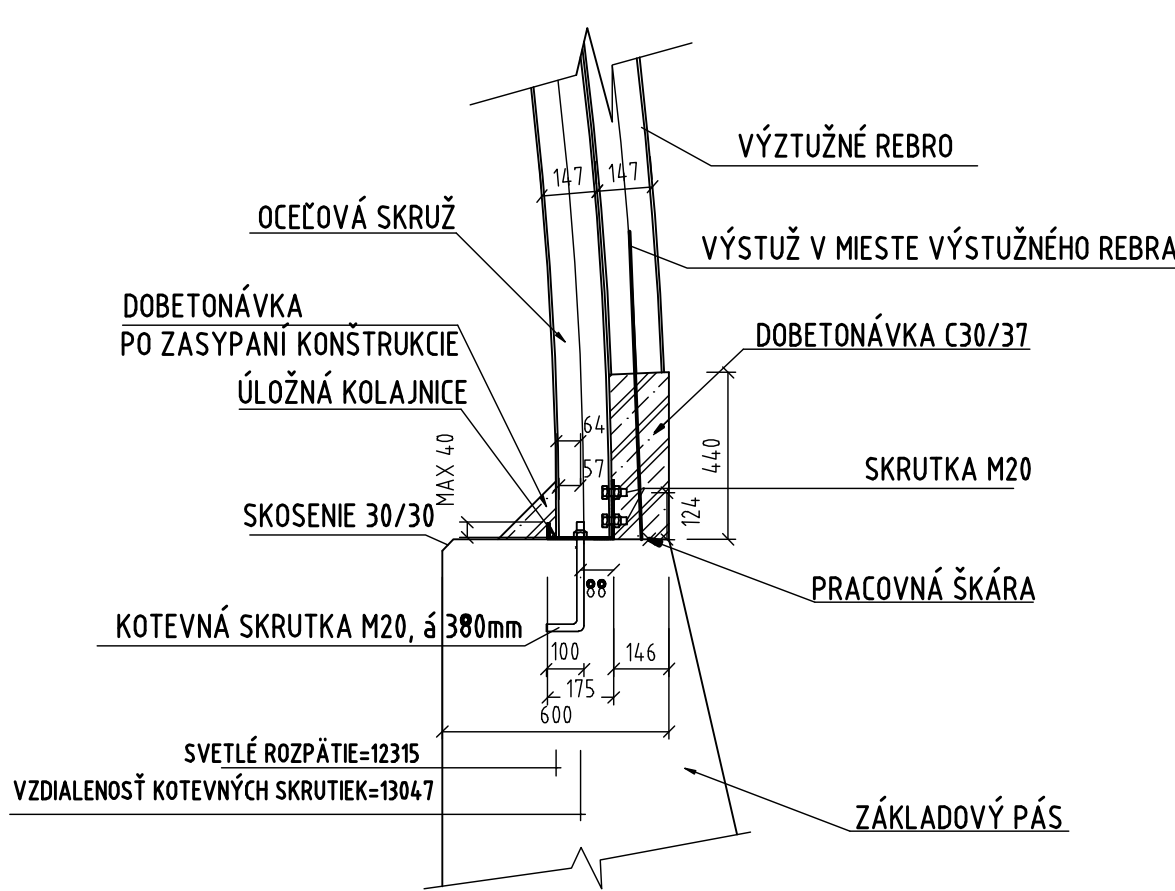 VÝZTUŽNÉ REBRO
147 147
OCEĽOVÁ SKRUŽ
VÝSTUŽ V MIESTE VÝSTUŽNÉHO REBRA
DOBETONÁVKA
PO ZASYPANÍ KONŠTRUKCIE
DOBETONÁVKA C30/37
ÚLOŽNÁ KOLAJNICE
64
MAX 40
440
57
SKRUTKA M20
124
SKOSENIE 30/30
PRACOVNÁ ŠKÁRA
88
KOTEVNÁ SKRUTKA M20, á 380mm
100
146
175
600
SVETLÉ ROZPÄTIE=12315
VZDIALENOSŤ KOTEVNÝCH SKRUTIEK=13047
ZÁKLADOVÝ PÁS